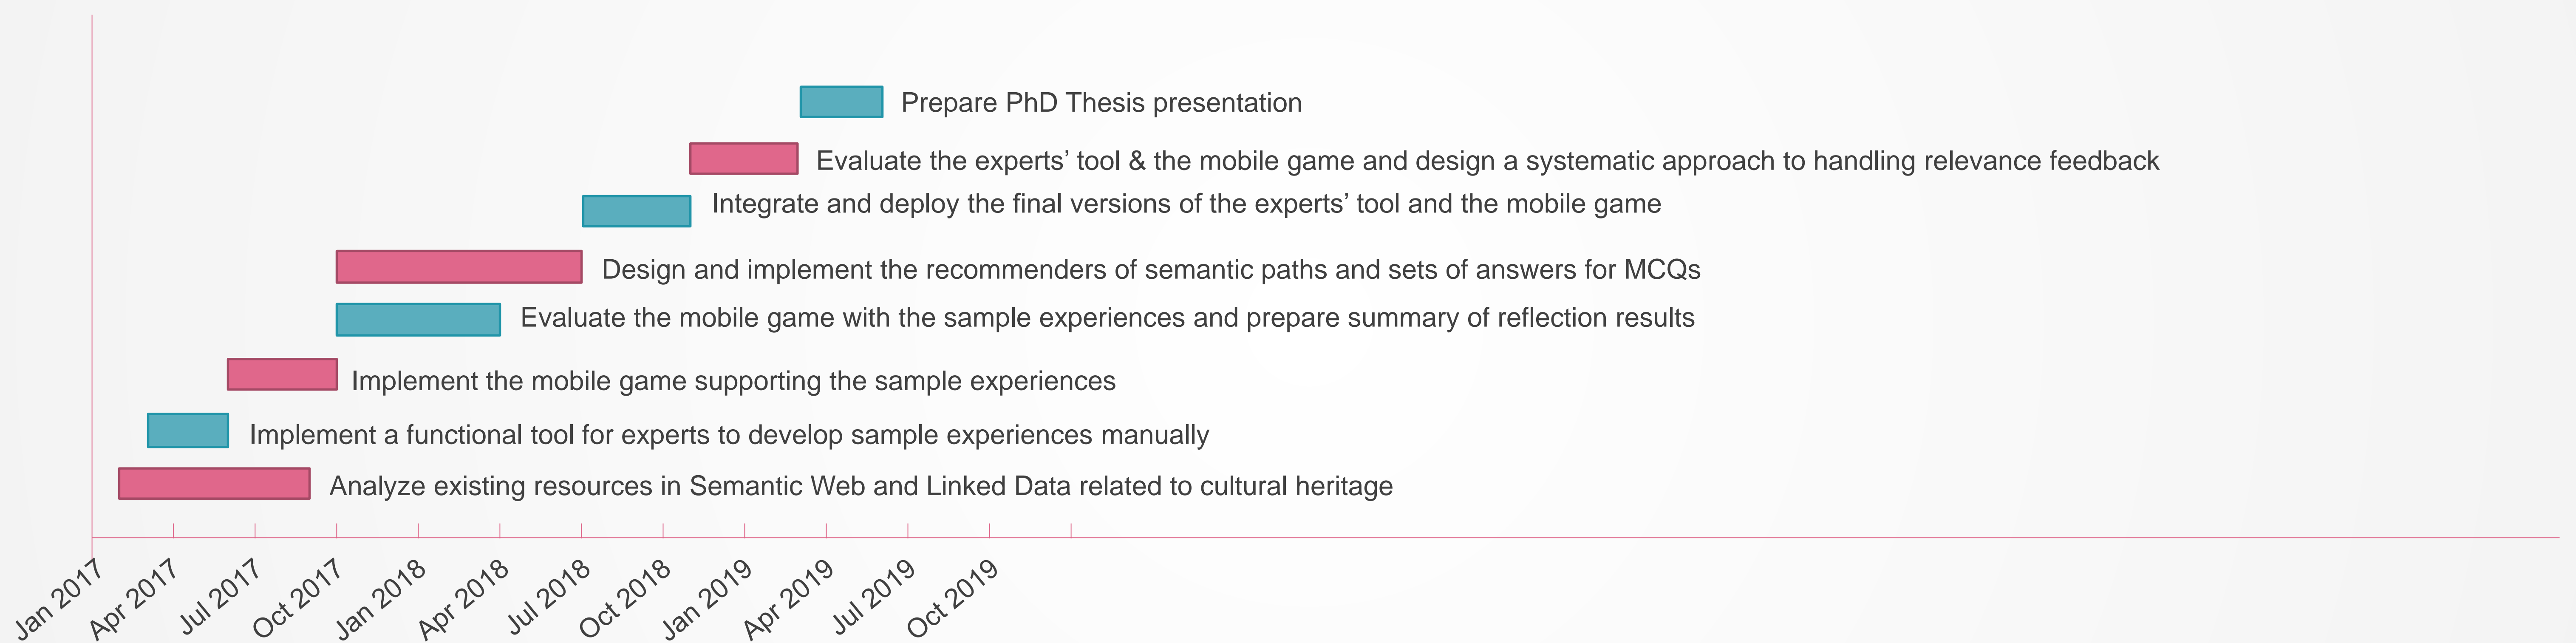 Prepare PhD Thesis presentation
Evaluate the experts’ tool & the mobile game and design a systematic approach to handling relevance feedback
Integrate and deploy the final versions of the experts’ tool and the mobile game
Design and implement the recommenders of semantic paths and sets of answers for MCQs
Evaluate the mobile game with the sample experiences and prepare summary of reflection results
Implement the mobile game supporting the sample experiences
Implement a functional tool for experts to develop sample experiences manually
Analyze existing resources in Semantic Web and Linked Data related to cultural heritage
Jan 2017
Apr 2017
Jul 2017
Oct 2017
Jan 2018
Apr 2018
Jul 2018
Oct 2018
Jan 2019
Apr 2019
Jul 2019
Oct 2019